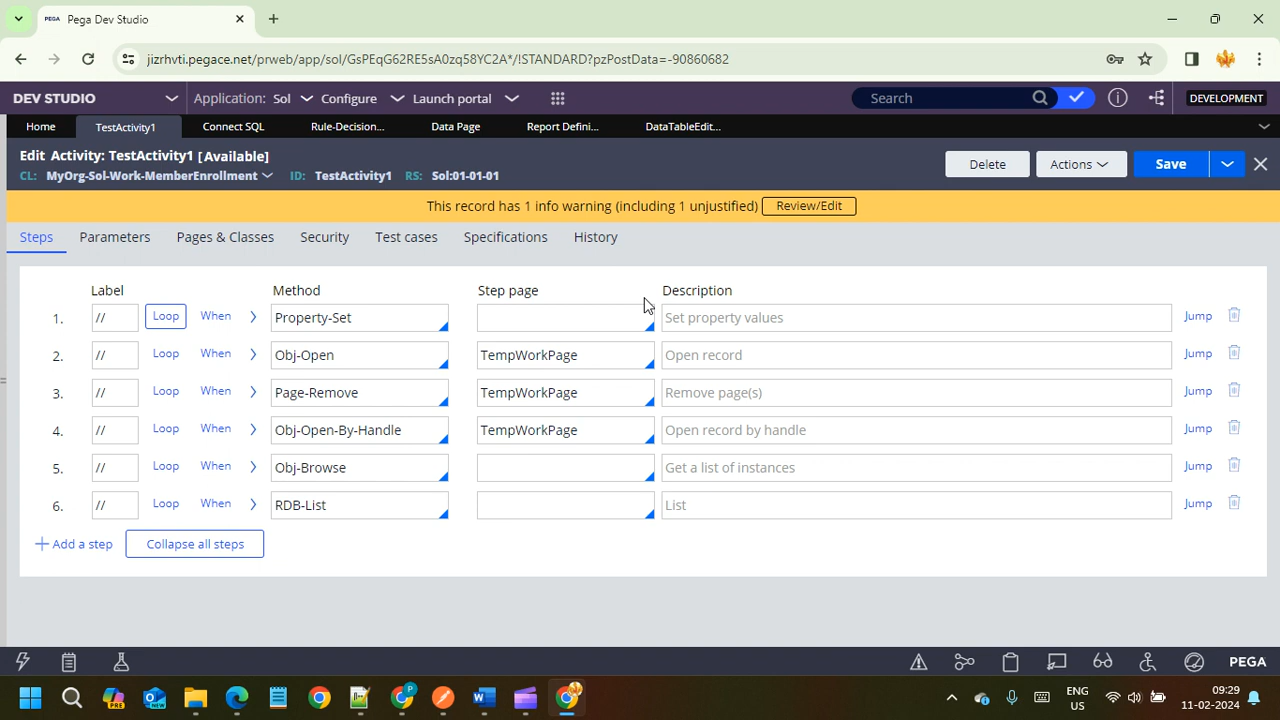 PEGA Pega Dev Studio
jizrhvti.pegace.net/prweb/app/sol/GsPEqG62RE5sA0zq58YC2A*/!STANDARD?pzPostData=-90860682
DEV STUDIO Application: Sol Configure Launch portal Search DEVELOPMENT
Home TestActivity1 Connect SQL Rule-Decision... Data Page Report Defini... DataTableEdit...
Edit Activity: TestActivity1 [Available]
CL: MyOrg-Sol-Work-MemberEnrollment ID: TestActivity1 RS: Sol:01-01-01
Delete Actions Save
This record has 1 info warning (including 1 unjustified) Review/Edit
Steps Parameters Pages & Classes Security Test cases Specifications History
Label Method Step page Description
1. // Loop When Property-Set Set property values Jump
2. // Loop When Obj-Open TempWorkPage Open record Jump
3. // Loop When Page-Remove TempWorkPage Remove page(s) Jump
4. // Loop When Obj-Open-By-Handle TempWorkPage Open record by handle Jump
5. // Loop When Obj-Browse Get a list of instances Jump
6. // Loop When RDB-List List Jump
Add a step Collapse all steps
PEGA
PRE
ENG
US
09:29
11-02-2024